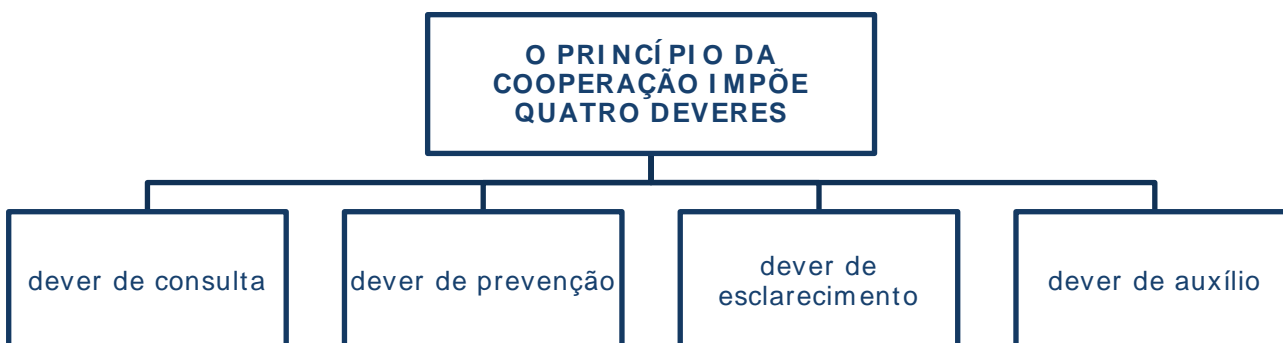 O PRINCÍPIO DA
COOPERAÇÃO IMPÕE
QUATRO DEVERES
dever de consulta
dever de prevenção
dever de
esclarecimento
dever de auxílio